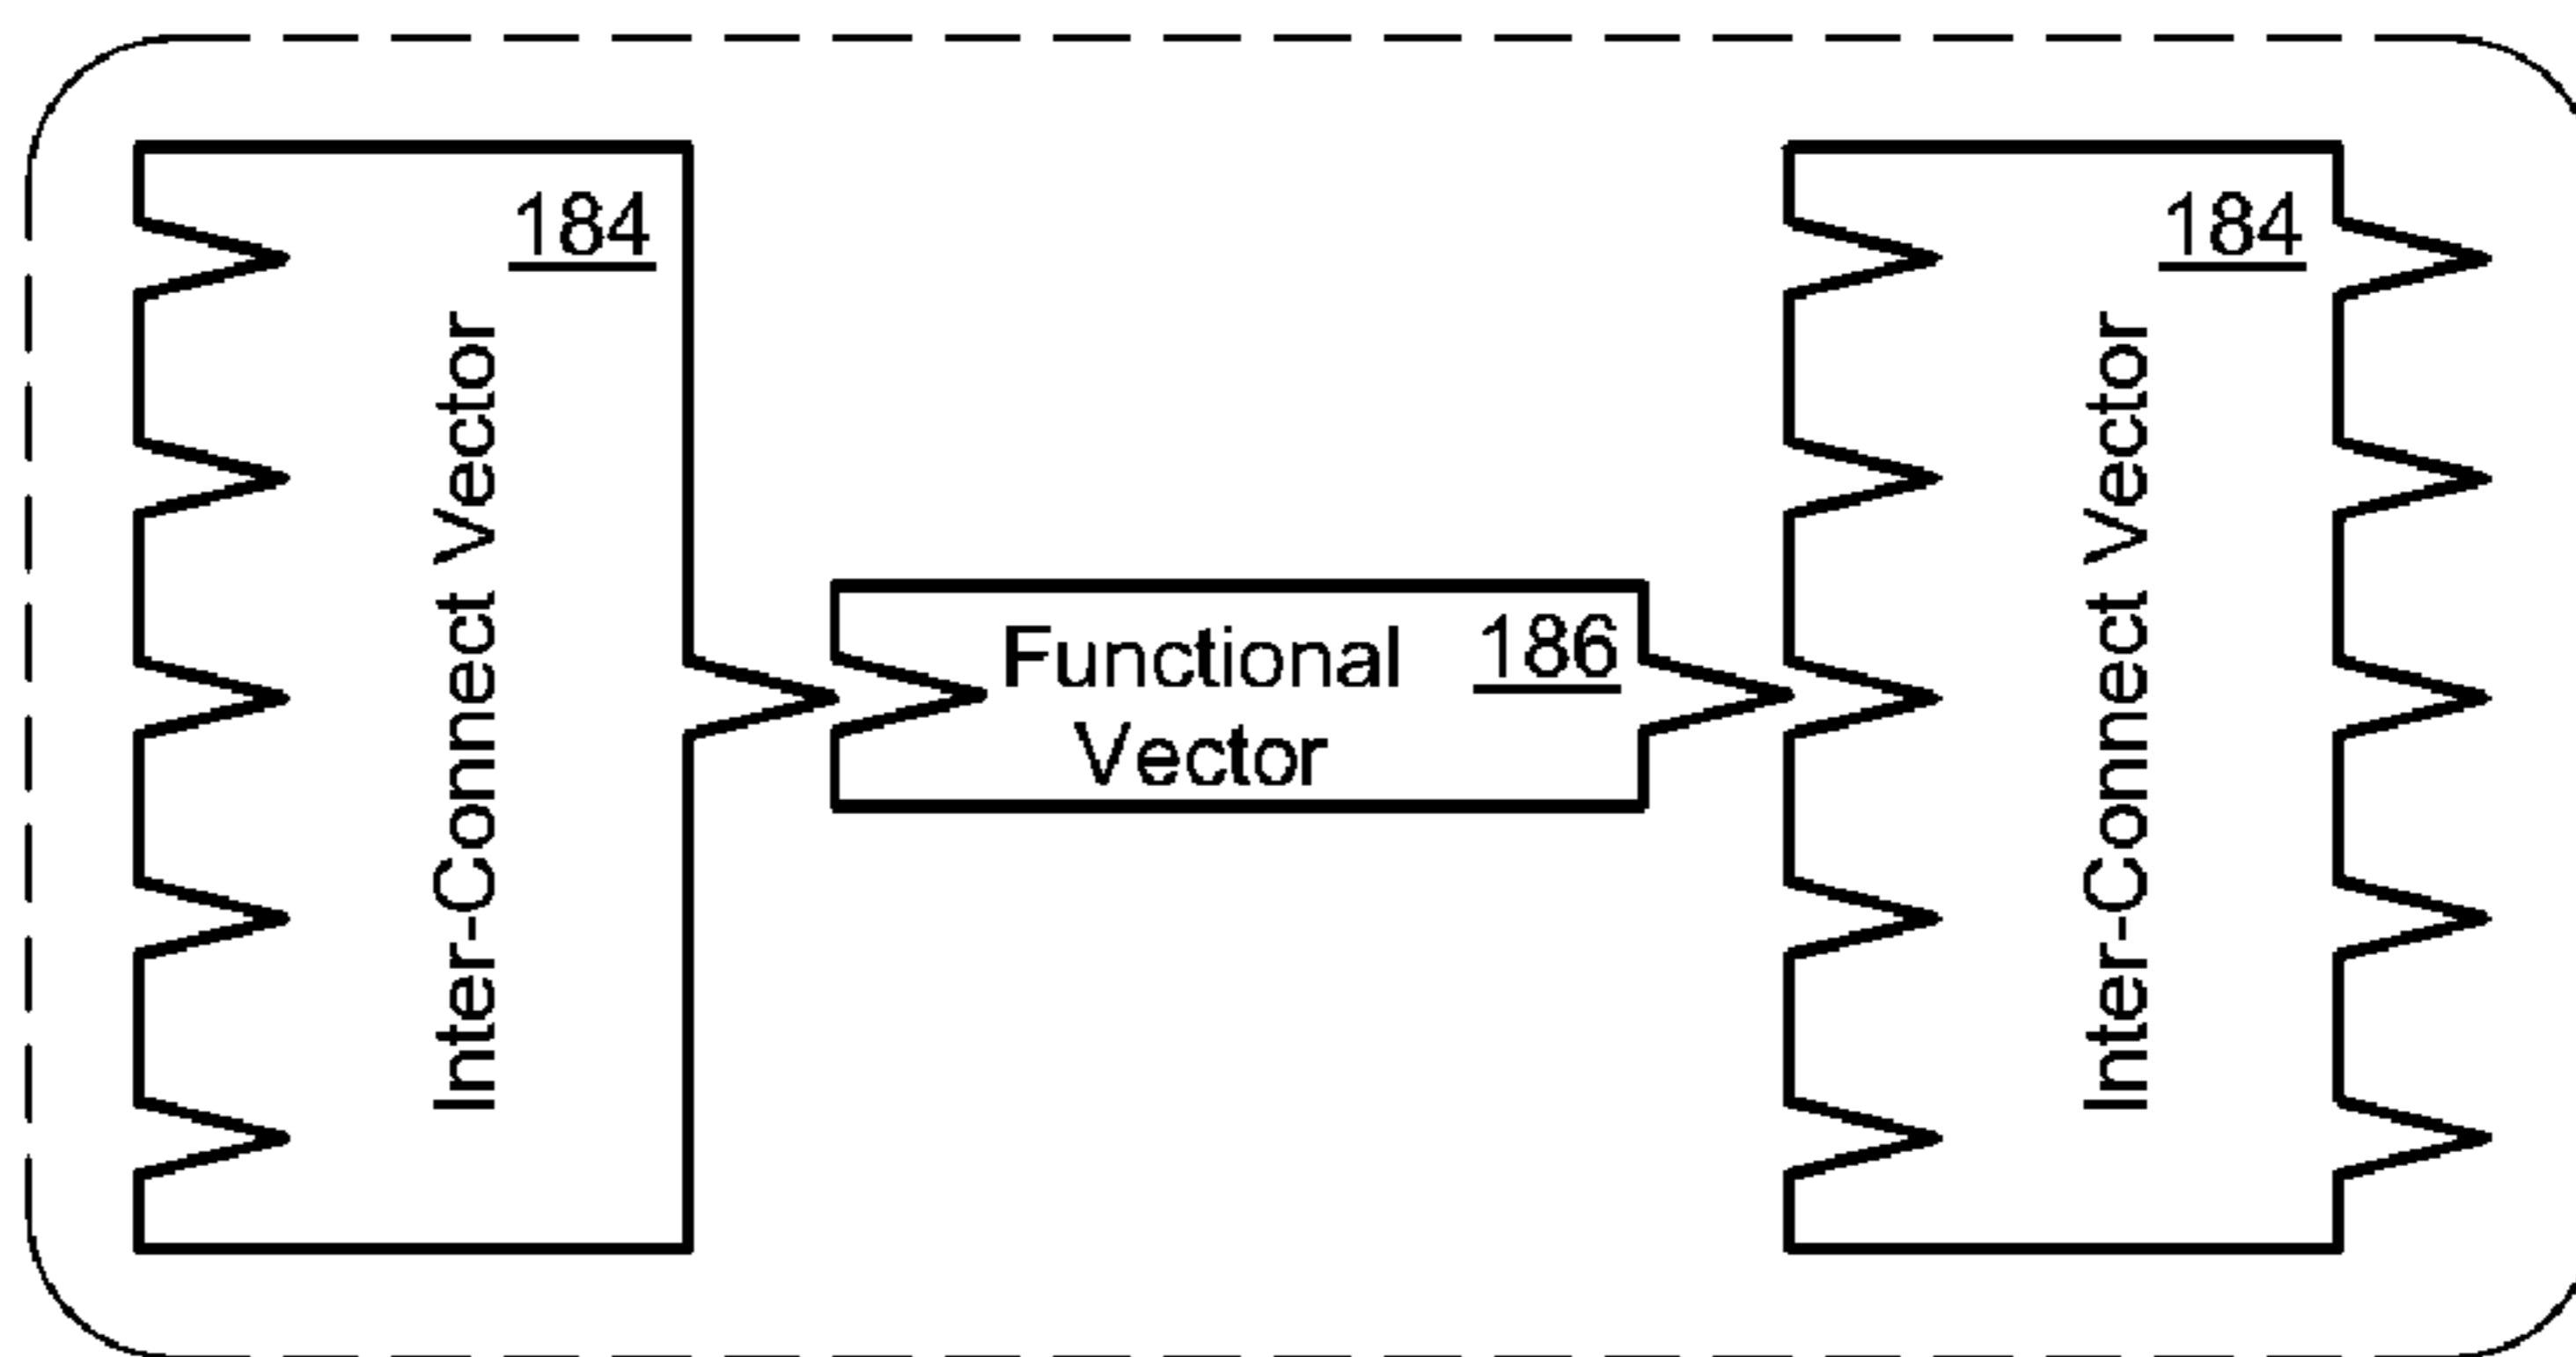 184
Inter-Connect Vector
Functional 186
Vector
184
Inter-Connect Vector